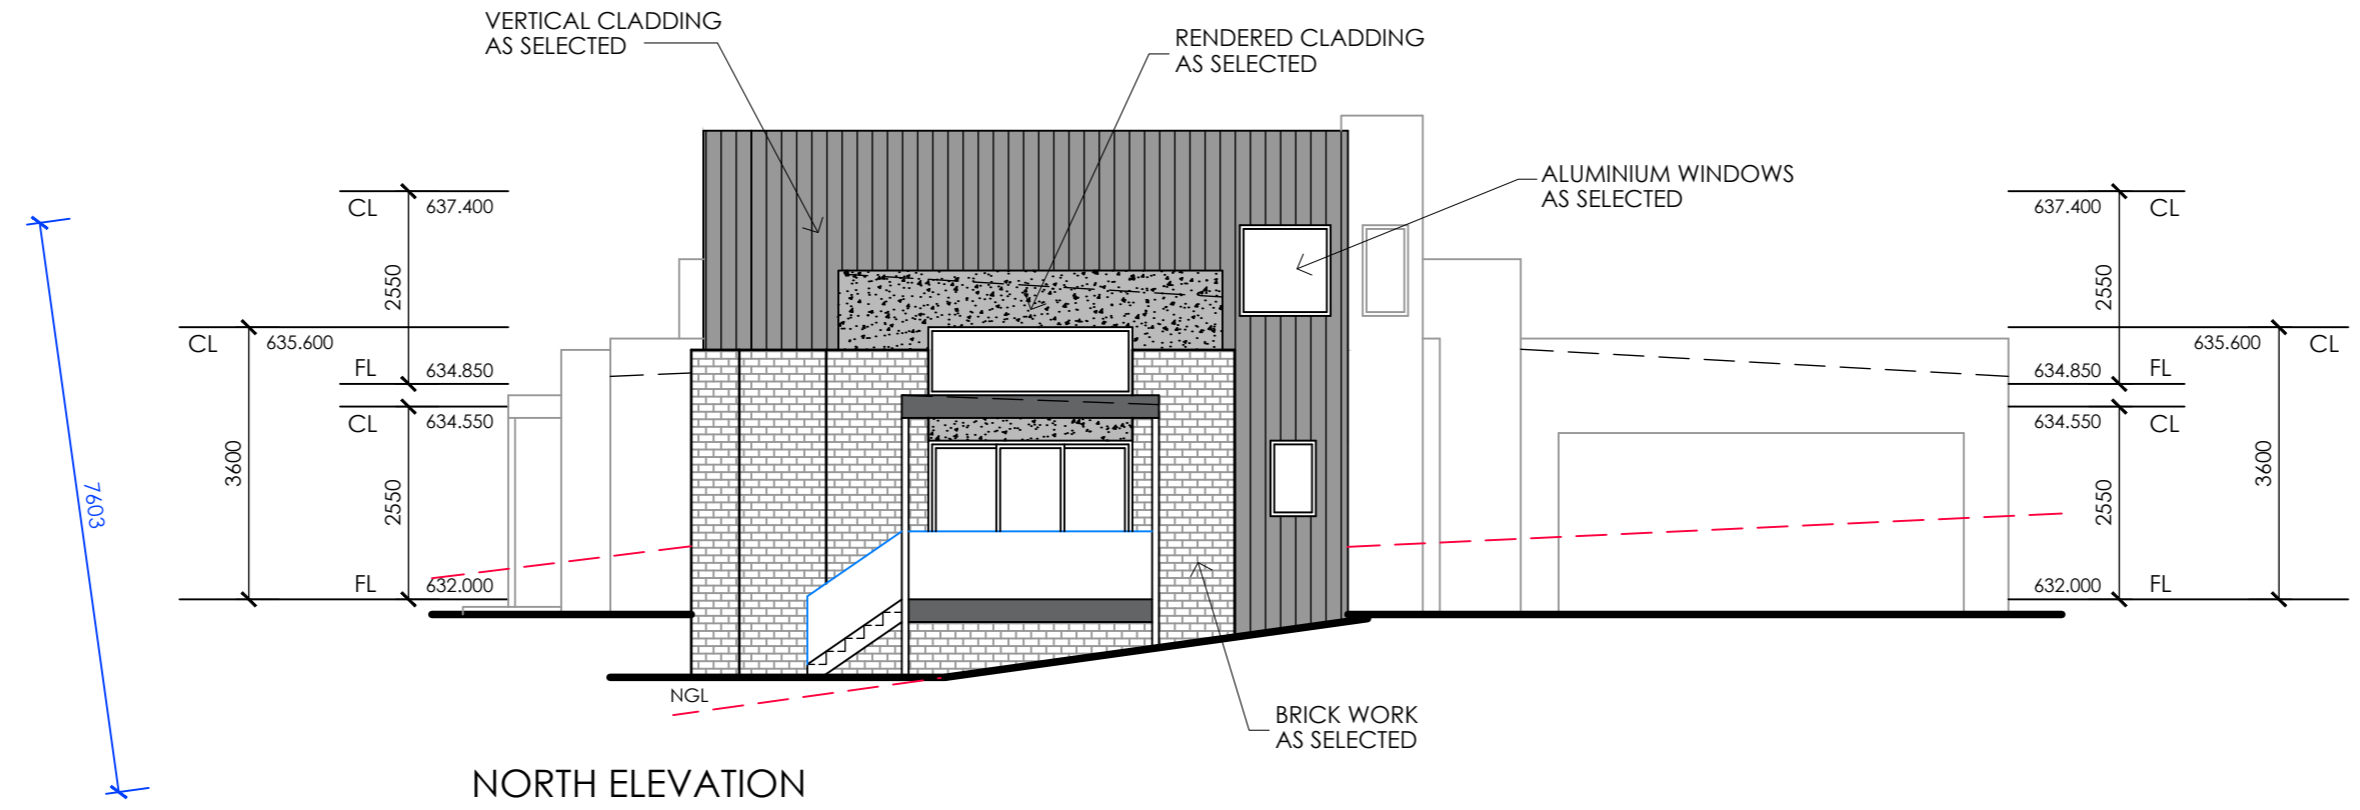 VERTICAL CLADDING
AS SELECTED
RENDERED CLADDING
AS SELECTED
ALUMINIUM WINDOWS
AS SELECTED
CL 637.400
2550
CL 635.600
FL 634.850
CL 634.550
3600
2550
FL 632.000
7603
637.400 CL
2550
635.600 CL
634.850 FL
634.550 CL
2550
3600
632.000 FL
NGL
BRICK WORK
AS SELECTED
NORTH ELEVATION